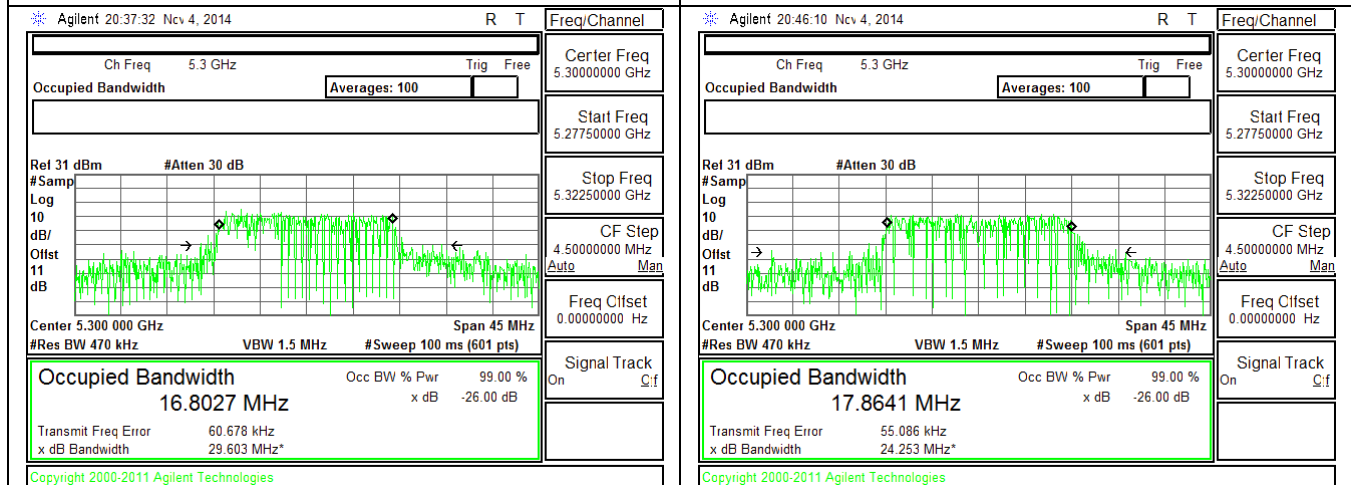 Agilent 20:37:32 Nov 4, 2014 R T Freq/Channel
Ch Freq 5.3 GHz Trig Free
Occupied Bandwidth Averages: 100
Center Freq
5.30000000 GHz
Start Freq
5.27750000 GHz
Ref 31 dBm #Atten 30 dB
#Samp
Log
10
dB/
Offst
11
dB
Stop Freq
5.32250000 GHz
CF Step
4.50000000 MHz
Auto Man
Freq Offset
0.00000000 Hz
Center 5.300 000 GHz Span 45 MHz
#Res BW 470 kHz VBW 1.5 MHz #Sweep 100 ms (601 pts)
Signal Track
On Off
Occupied Bandwidth Occ BW % Pwr 99.00 %
16.8027 MHz x dB -26.00 dB
Transmit Freq Error 60.678 kHz
x dB Bandwidth 29.603 MHz*
Copyright 2000-2011 Agilent Technologies
Agilent 20:46:10 Nov 4, 2014 R T Freq/Channel
Ch Freq 5.3 GHz Trig Free
Occupied Bandwidth Averages: 100
Center Freq
5.30000000 GHz
Start Freq
5.27750000 GHz
Ref 31 dBm #Atten 30 dB
#Samp
Log
10
dB/
Offst
11
dB
Stop Freq
5.32250000 GHz
CF Step
4.50000000 MHz
Auto Man
Freq Offset
0.00000000 Hz
Center 5.300 000 GHz Span 45 MHz
#Res BW 470 kHz VBW 1.5 MHz #Sweep 100 ms (601 pts)
Signal Track
On Off
Occupied Bandwidth Occ BW % Pwr 99.00 %
17.8641 MHz x dB -26.00 dB
Transmit Freq Error 55.086 kHz
x dB Bandwidth 24.253 MHz*
Copyright 2000-2011 Agilent Technologies